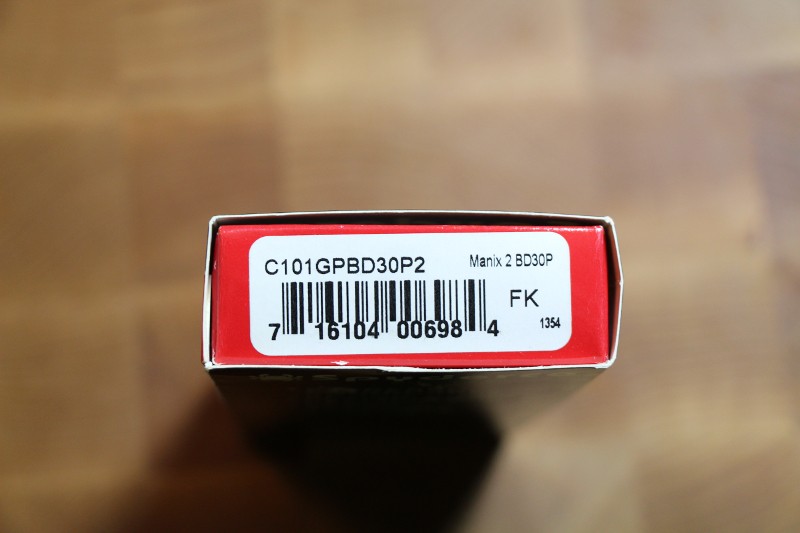 C101GPBD30P2 Manix 2 BD30P
FK
7 16104 00698 4 1354